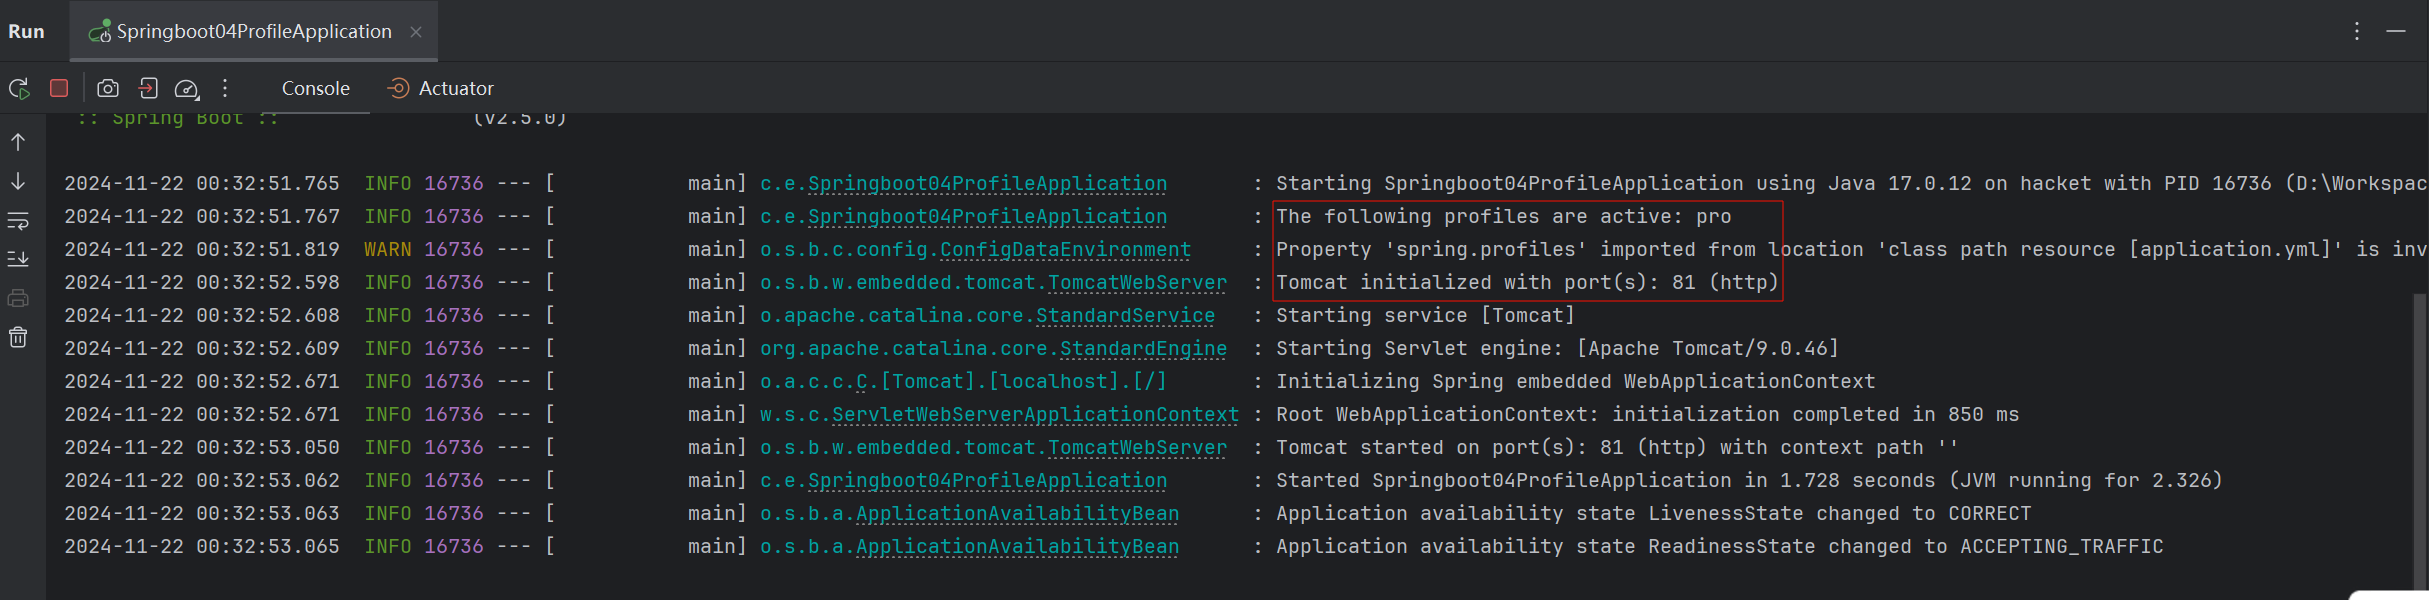 Run Springboot04ProfileApplication
Console Actuator
:: Spring Boot :: (v2.5.0)
2024-11-22 00:32:51.765 INFO 16736 --- [ main] c.e.Springboot04ProfileApplication : Starting Springboot04ProfileApplication using Java 17.0.12 on hacket with PID 16736 (D:\Workspac
2024-11-22 00:32:51.767 INFO 16736 --- [ main] c.e.Springboot04ProfileApplication : The following profiles are active: pro
2024-11-22 00:32:51.819 WARN 16736 --- [ main] o.s.b.c.config.ConfigDataEnvironment : Property 'spring.profiles' imported from location 'class path resource [application.yml]' is inv
2024-11-22 00:32:52.598 INFO 16736 --- [ main] o.s.b.w.embedded.tomcat.TomcatWebServer : Tomcat initialized with port(s): 81 (http)
2024-11-22 00:32:52.608 INFO 16736 --- [ main] o.apache.catalina.core.StandardService : Starting service [Tomcat]
2024-11-22 00:32:52.609 INFO 16736 --- [ main] org.apache.catalina.core.StandardEngine : Starting Servlet engine: [Apache Tomcat/9.0.46]
2024-11-22 00:32:52.671 INFO 16736 --- [ main] o.a.c.c.C.[Tomcat].[localhost].[/] : Initializing Spring embedded WebApplicationContext
2024-11-22 00:32:52.671 INFO 16736 --- [ main] w.s.c.ServletWebServerApplicationContext : Root WebApplicationContext: initialization completed in 850 ms
2024-11-22 00:32:53.050 INFO 16736 --- [ main] o.s.b.w.embedded.tomcat.TomcatWebServer : Tomcat started on port(s): 81 (http) with context path ''
2024-11-22 00:32:53.062 INFO 16736 --- [ main] c.e.Springboot04ProfileApplication : Started Springboot04ProfileApplication in 1.728 seconds (JVM running for 2.326)
2024-11-22 00:32:53.063 INFO 16736 --- [ main] o.s.b.a.ApplicationAvailabilityBean : Application availability state LivenessState changed to CORRECT
2024-11-22 00:32:53.065 INFO 16736 --- [ main] o.s.b.a.ApplicationAvailabilityBean : Application availability state ReadinessState changed to ACCEPTING_TRAFFIC